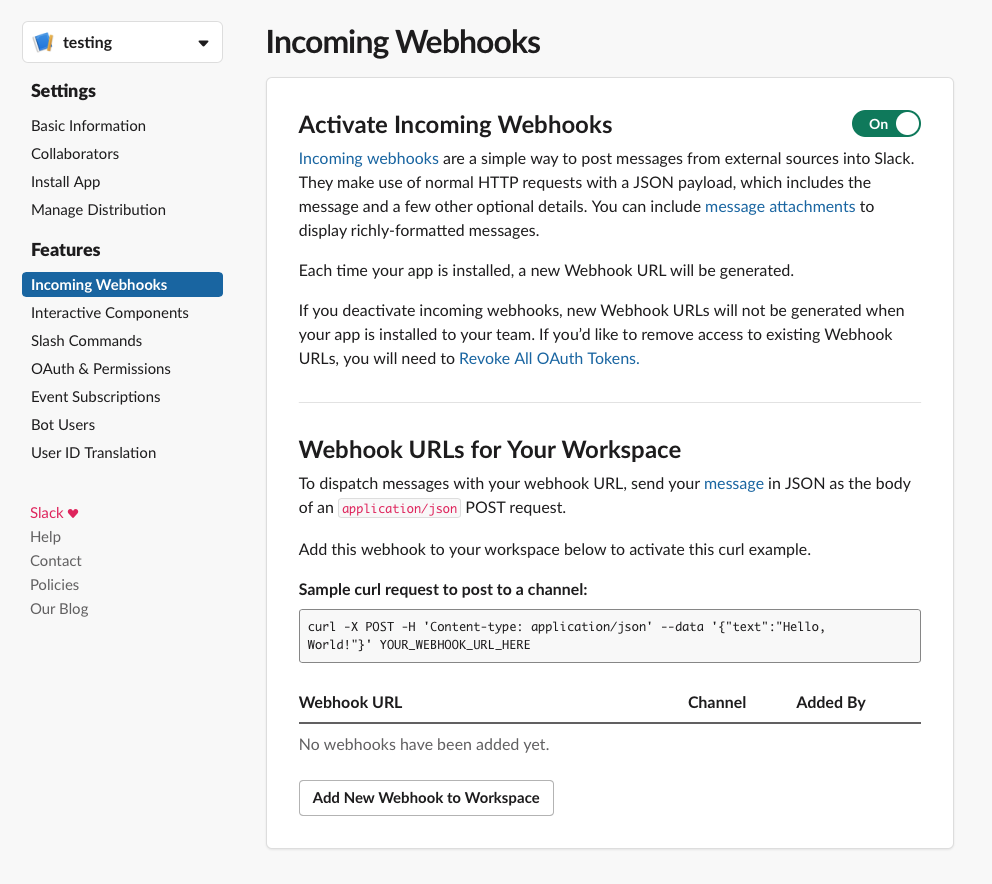 testing
Settings
Basic Information
Collaborators
Install App
Manage Distribution
Features
Incoming Webhooks
Interactive Components
Slash Commands
OAuth & Permissions
Event Subscriptions
Bot Users
User ID Translation
Slack ♥
Help
Contact
Policies
Our Blog
Incoming Webhooks
Activate Incoming Webhooks
On
Incoming webhooks are a simple way to post messages from external sources into Slack.
They make use of normal HTTP requests with a JSON payload, which includes the
message and a few other optional details. You can include message attachments to
display richly-formatted messages.
Each time your app is installed, a new Webhook URL will be generated.
If you deactivate incoming webhooks, new Webhook URLs will not be generated when
your app is installed to your team. If you’d like to remove access to existing Webhook
URLs, you will need to Revoke All OAuth Tokens.
Webhook URLs for Your Workspace
To dispatch messages with your webhook URL, send your message in JSON as the body
of an application/json POST request.
Add this webhook to your workspace below to activate this curl example.
Sample curl request to post to a channel:
curl -X POST -H 'Content-type: application/json' --data '{"text":"Hello,
World!"}' YOUR_WEBHOOK_URL_HERE
Webhook URL Channel Added By
No webhooks have been added yet.
Add New Webhook to Workspace